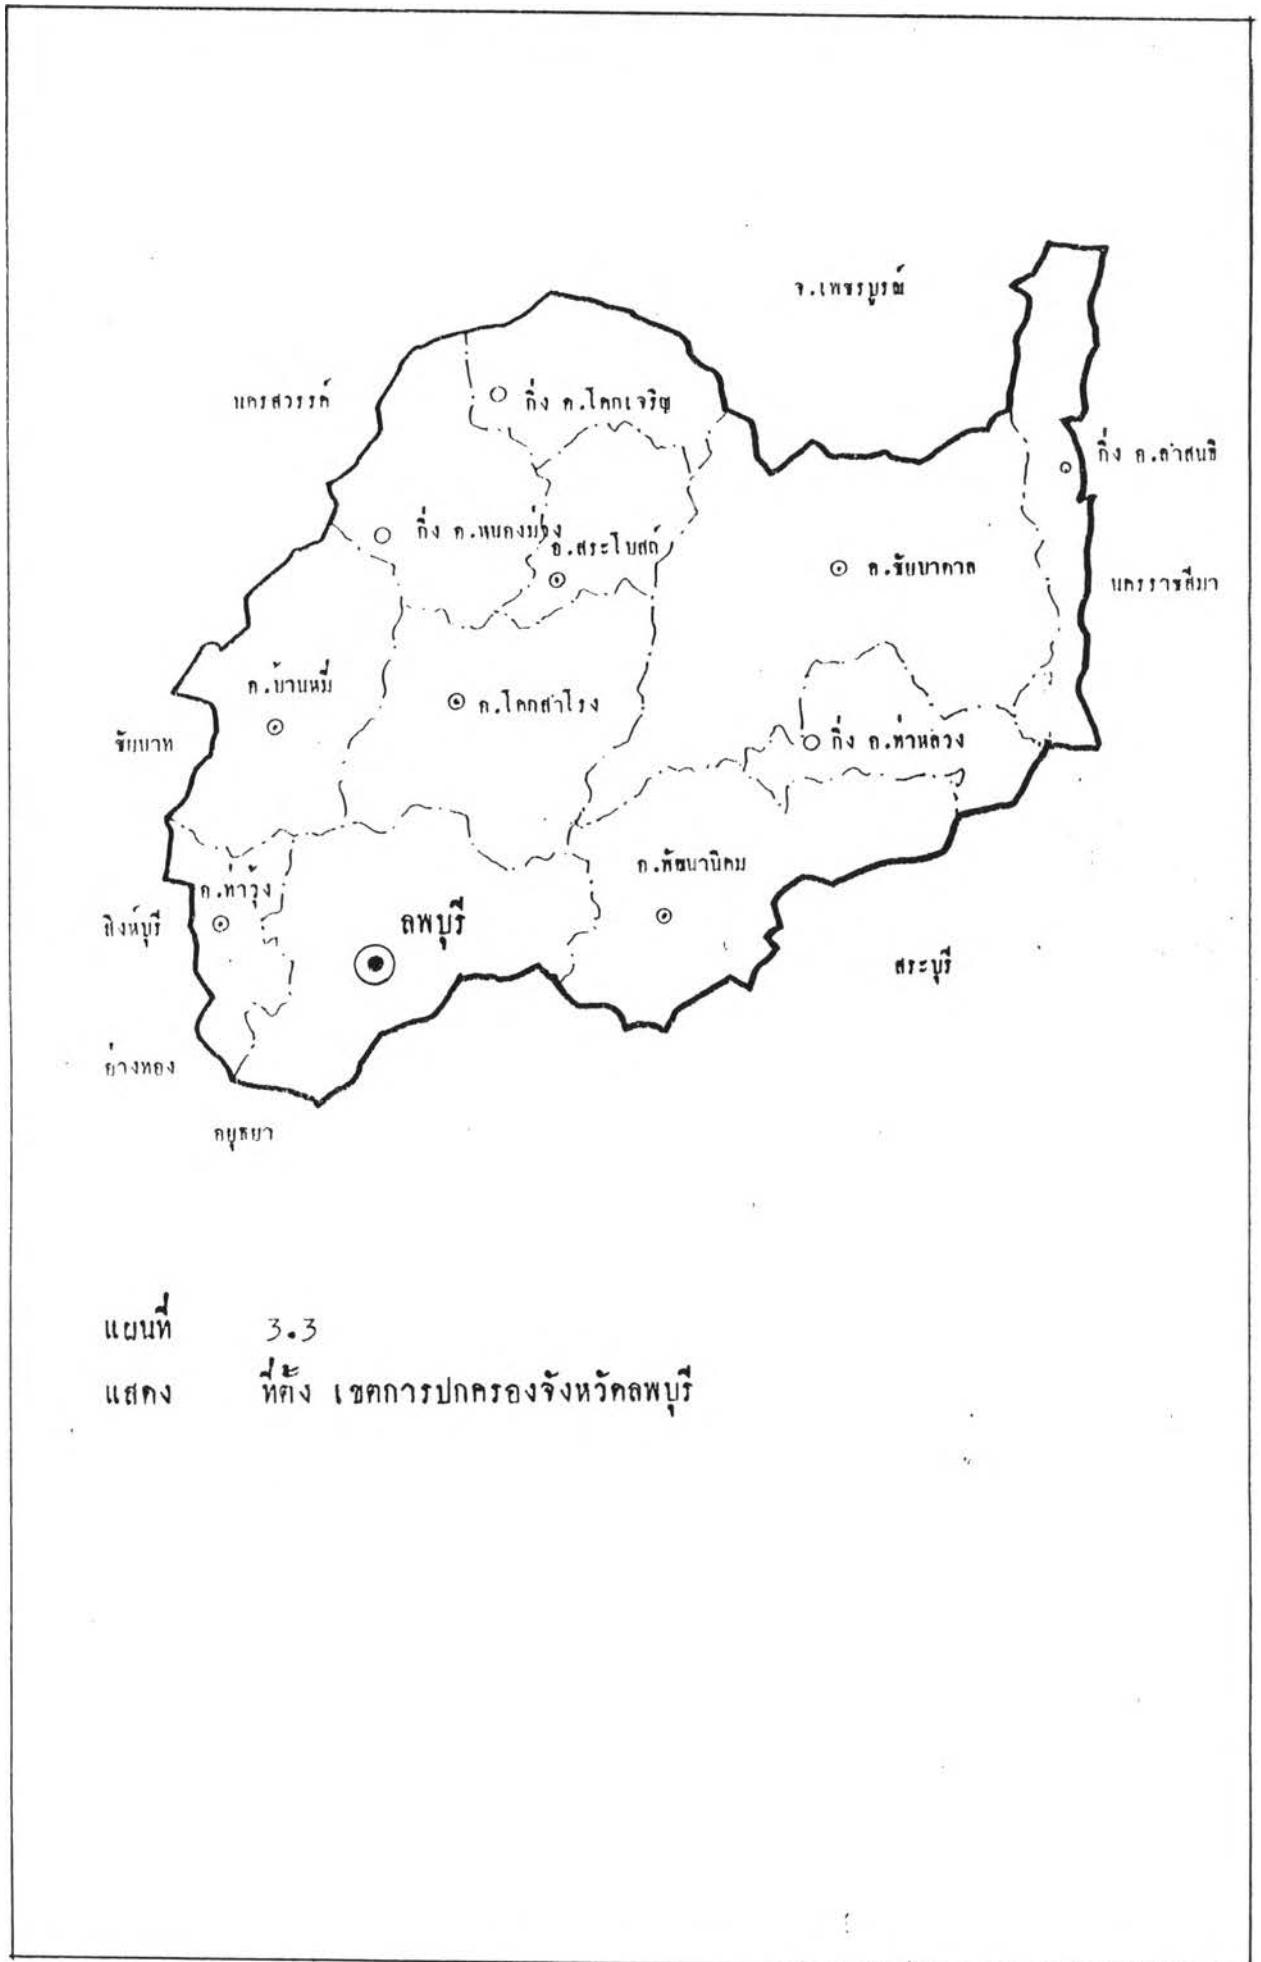 จ.เพชรบูรณ์
นครสวรรค์
กิ่ง อ.โคกเจริญ
กิ่ง อ.ลำสนธิ
กิ่ง อ.หนองม่วง
อ.สระโบสถ์
อ.ชัยบาดาล
นครราชสีมา
อ.บ้านหมี่
อ.โคกสำโรง
ชัยนาท
กิ่ง อ.ท่าหลวง
อ.พัฒนานิคม
อ.ท่าวุ้ง
สิงห์บุรี
ลพบุรี
สระบุรี
อ่างทอง
อยุธยา
แผนที่ 3.3
แสดง ที่ตั้ง เขตการปกครองจังหวัดลพบุรี